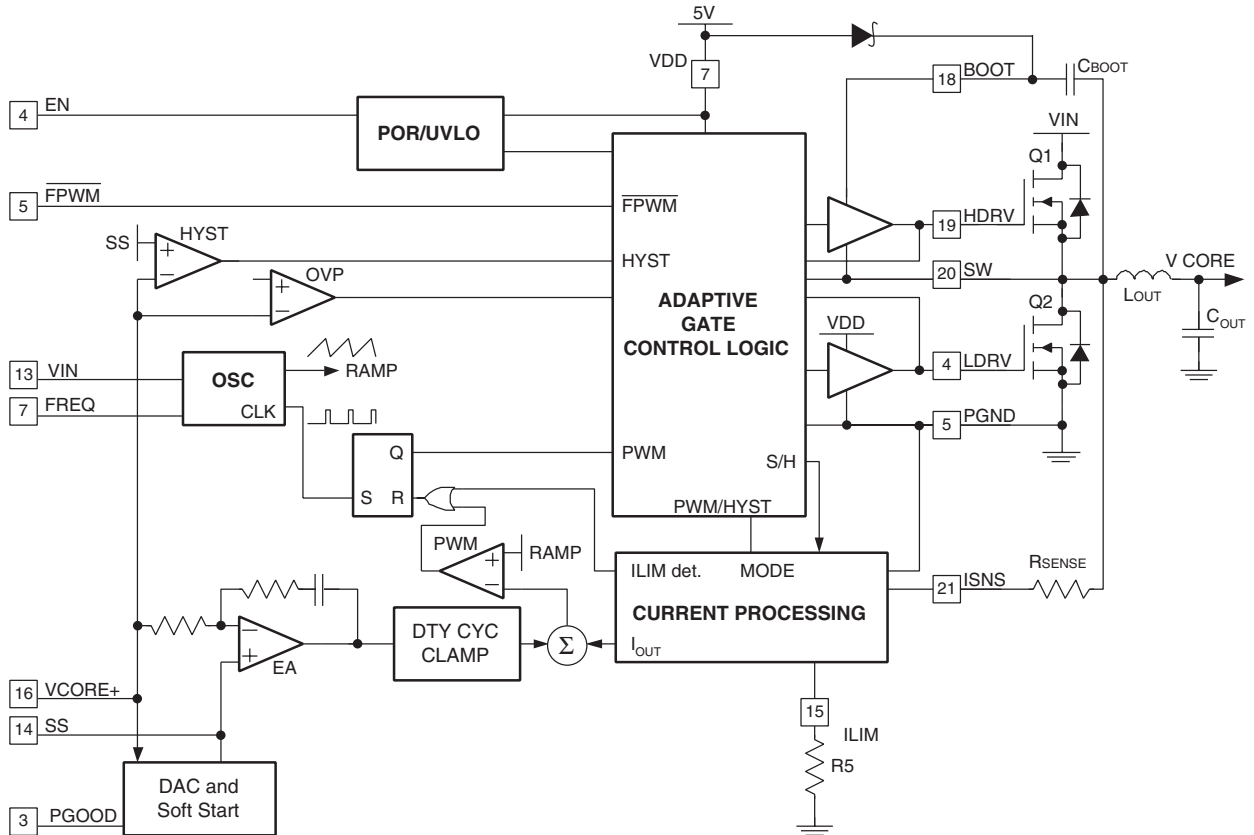 5V
VDD
7
18
BOOT
CBOOT
4
EN
POR/UVLO
VIN
Q1
5
FPWM
FPWM
19
HDRV
SS
HYST
+
−
HYST
OVP
+
−
20
SW
V CORE
LOUT
COUT
ADAPTIVE
GATE
CONTROL LOGIC
VDD
Q2
4
LDRV
13
VIN
OSC
RAMP
7
FREQ
CLK
5
PGND
Q
PWM
S/H
S
R
PWM/HYST
PWM
+
−
RAMP
ILIM det.
MODE
21
ISNS
RSENSE
CURRENT PROCESSING
IOUT
−
+
EA
DTY CYC
CLAMP
Σ
16
VCORE+
14
SS
15
ILIM
R5
DAC and
Soft Start
3
PGOOD